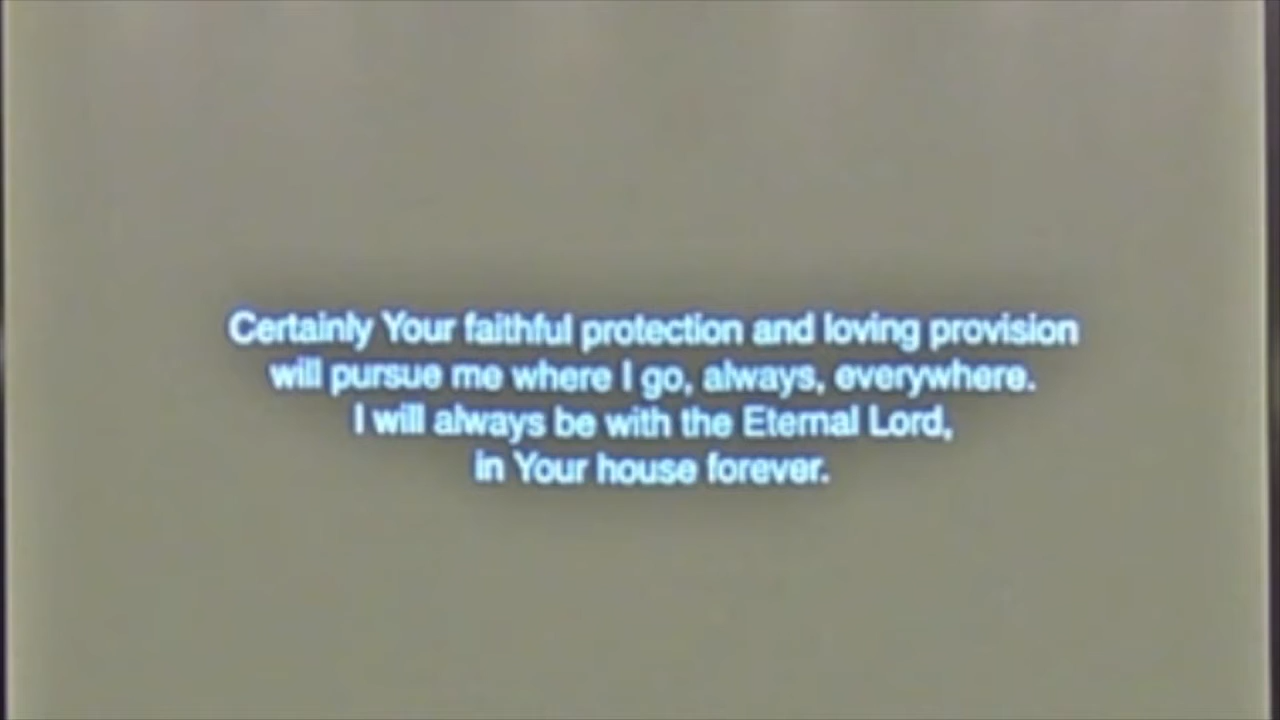 Certainly Your faithful protection and loving provision
will pursue me where I go, always, everywhere.
I will always be with the Eternal Lord,
in Your house forever.